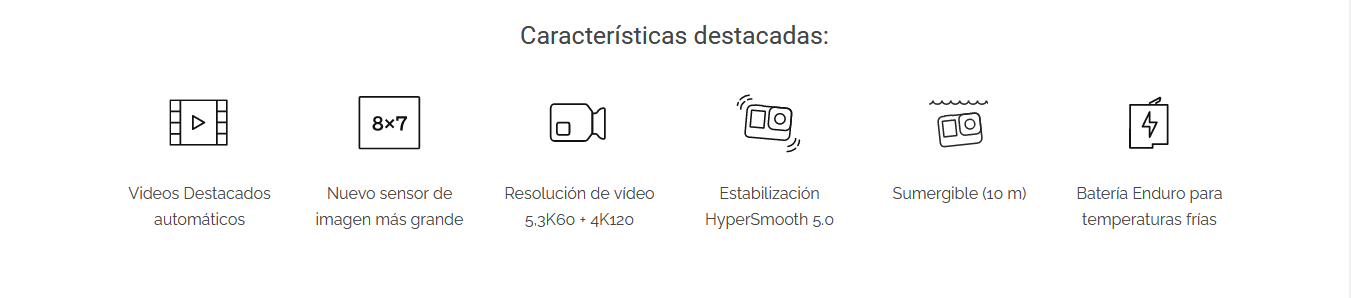 Características destacadas:
8×7
Videos Destacados
automáticos
Nuevo sensor de
imagen más grande
Resolución de vídeo
5,3K60 + 4K120
Estabilización
HyperSmooth 5.0
Sumergible (10 m)
Batería Enduro para
temperaturas frías